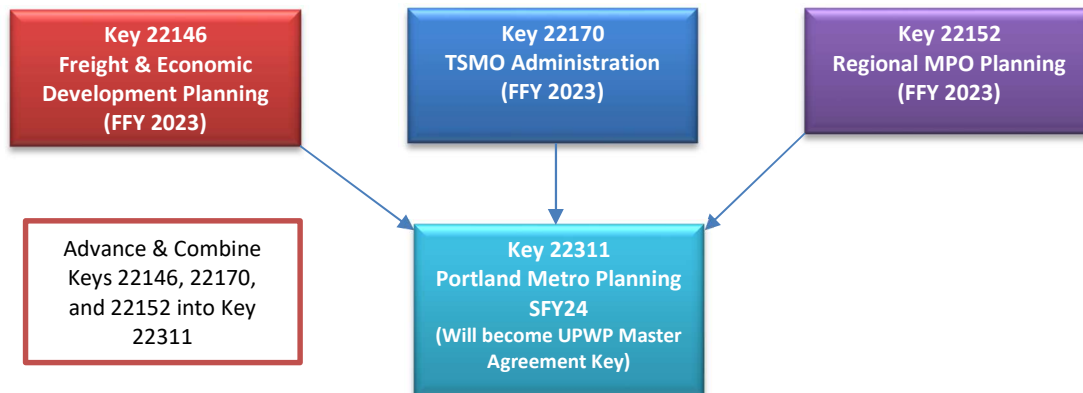 Key 22146
Freight & Economic
Development Planning
(FFY 2023)
Key 22170
TSMO Administration
(FFY 2023)
Key 22152
Regional MPO Planning
(FFY 2023)
Advance & Combine
Keys 22146, 22170,
and 22152 into Key
22311
Key 22311
Portland Metro Planning
SFY24
(Will become UPWP Master
Agreement Key)